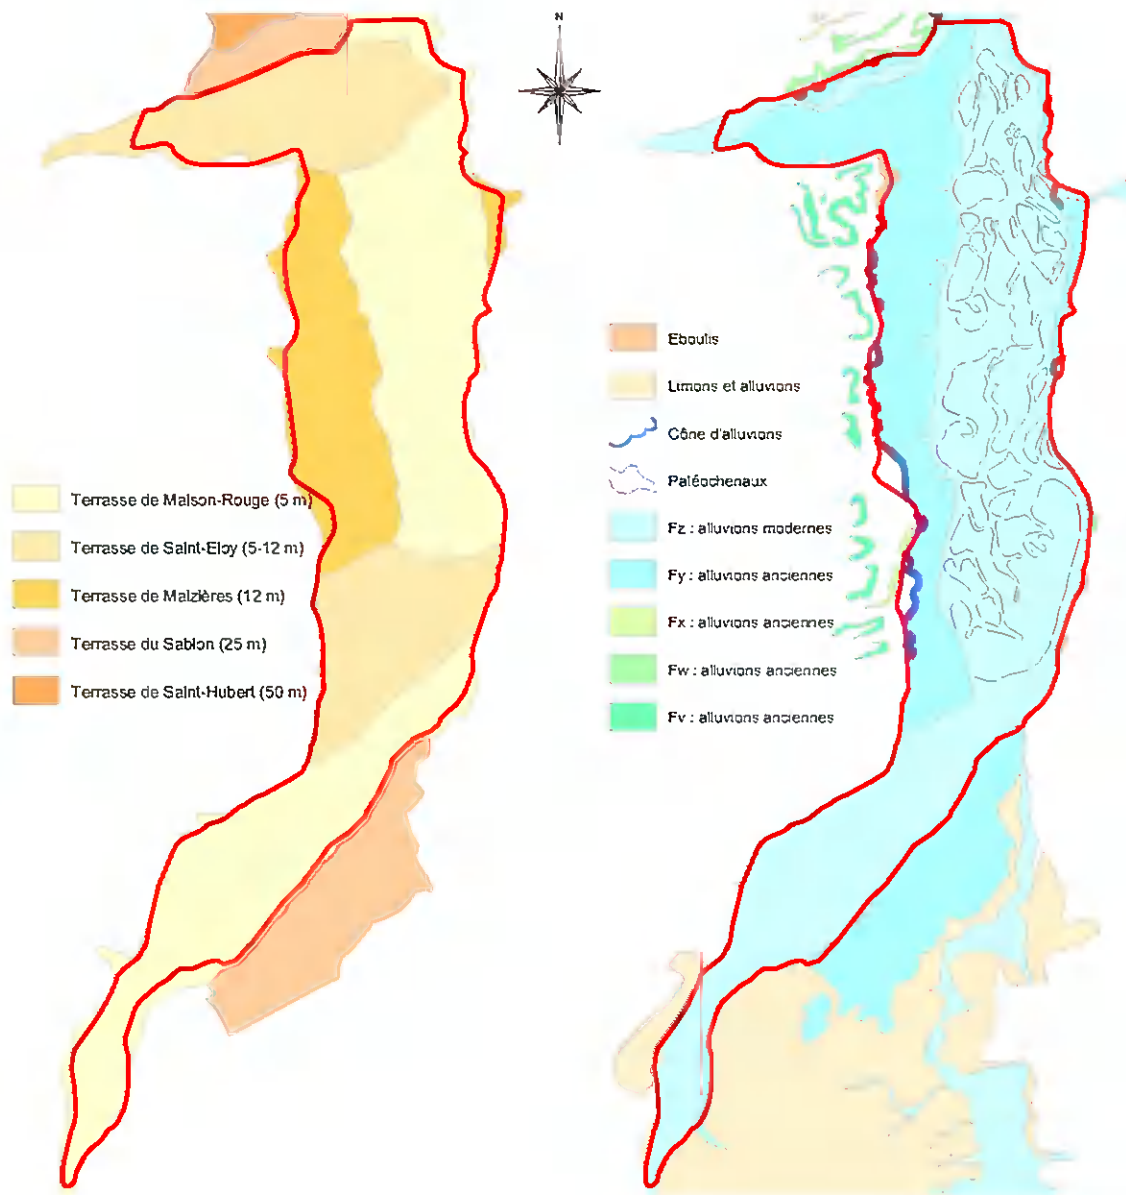 N
Terrasse de Maison-Rouge (5 m)
Terrasse de Saint-Eloy (5-12 m)
Terrasse de Maizières (12 m)
Terrasse du Sablon (25 m)
Terrasse de Saint-Hubert (50 m)
Eboulis
Limons et alluvions
Cône d'alluvions
Paléochenaux
Fz : alluvions modernes
Fy : alluvions anciennes
Fx : alluvions anciennes
Fw : alluvions anciennes
Fv : alluvions anciennes